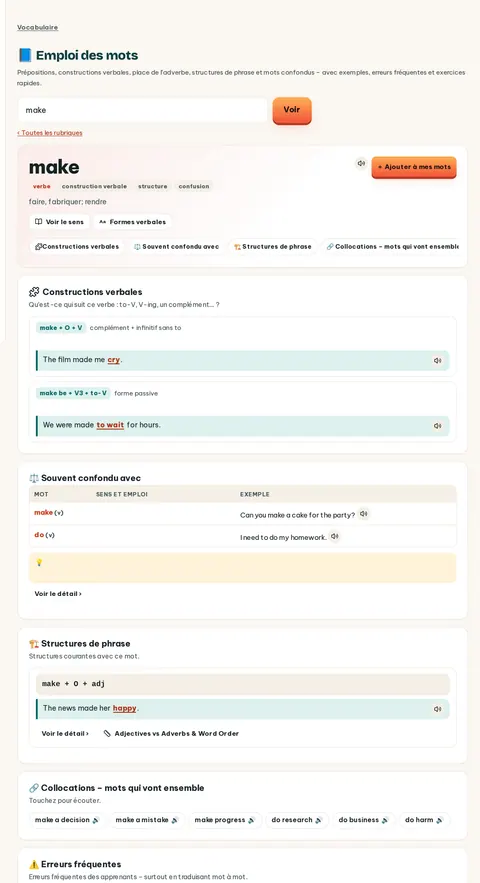 Vocabulaire
📘 Emploi des mots
Prépositions, constructions verbales, place de l'adverbe, structures de phrase et mots confondus – avec exemples, erreurs fréquentes et exercices
rapides.
make
Voir
‹ Toutes les rubriques
make
+ Ajouter à mes mots
verbe construction verbale structure confusion
faire, fabriquer; rendre
Voir le sens Formes verbales
Constructions verbales ⚖️ Souvent confondu avec 🏗️ Structures de phrase 🔗 Collocations – mots qui vont ensemble
Constructions verbales
Qu'est-ce qui suit ce verbe : to-V, V-ing, un complément… ?
make + O + V complément + infinitif sans to
The film made me cry.
make be + V3 + to-V forme passive
We were made to wait for hours.
⚖️ Souvent confondu avec
MOT SENS ET EMPLOI EXEMPLE
make (v) Can you make a cake for the party?
do (v) I need to do my homework.
💡
Voir le détail ›
🏗️ Structures de phrase
Structures courantes avec ce mot.
make + O + adj
The news made her happy.
Voir le détail › Adjectives vs Adverbs & Word Order
🔗 Collocations – mots qui vont ensemble
Touchez pour écouter.
make a decision 🔊 make a mistake 🔊 make progress 🔊 do research 🔊 do business 🔊 do harm 🔊
⚠️ Erreurs fréquentes
Erreurs fréquentes des apprenants – surtout en traduisant mot à mot.